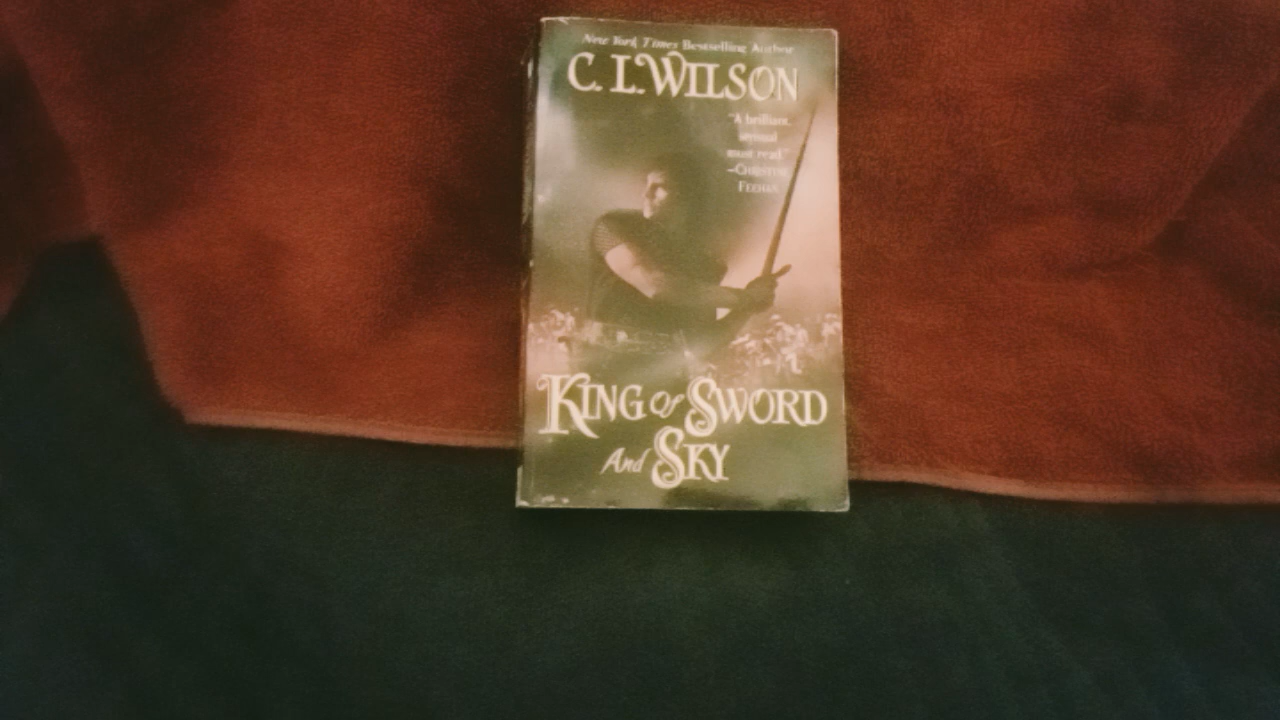 New York Times Bestselling Author
C. L. WILSON
"A brilliant,
sensual
must read."
–CHRISTINE
FEEHAN
KING Of SWORD
And SKY